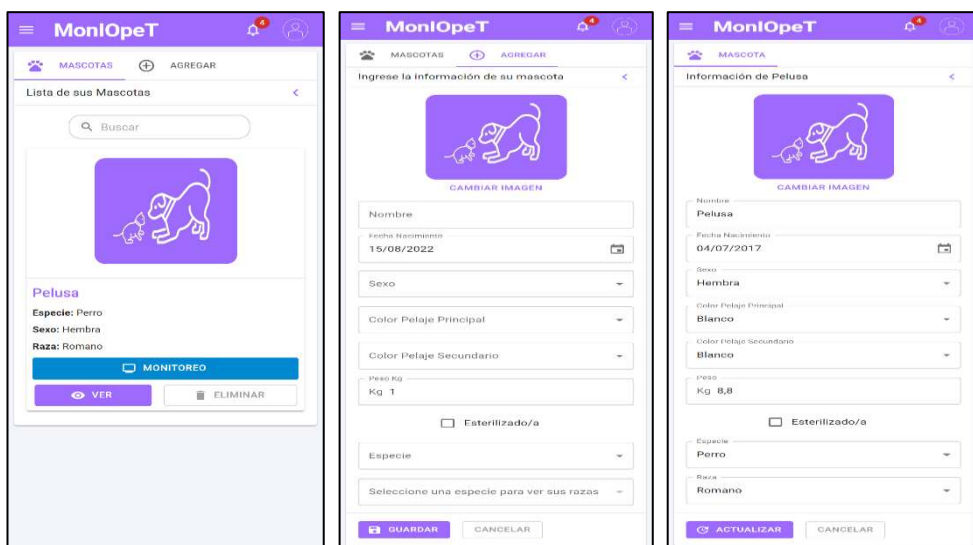 MonIOpeT
4
MASCOTAS AGREGAR
Lista de sus Mascotas
Buscar
Pelusa
Especie: Perro
Sexo: Hembra
Raza: Romano
MONITOREO
VER ELIMINAR
MonIOpeT
4
MASCOTAS AGREGAR
Ingrese la información de su mascota
CAMBIAR IMAGEN
Nombre
Fecha Nacimiento
15/08/2022
Sexo
Color Pelaje Principal
Color Pelaje Secundario
Peso Kg
Kg 1
Esterilizado/a
Especie
Seleccione una especie para ver sus razas
GUARDAR CANCELAR
MonIOpeT
4
MASCOTA
Información de Pelusa
CAMBIAR IMAGEN
Nombre
Pelusa
Fecha Nacimiento
04/07/2017
Sexo
Hembra
Color Pelaje Principal
Blanco
Color Pelaje Secundario
Blanco
Peso
Kg 8,8
Esterilizado/a
Especie
Perro
Raza
Romano
ACTUALIZAR CANCELAR